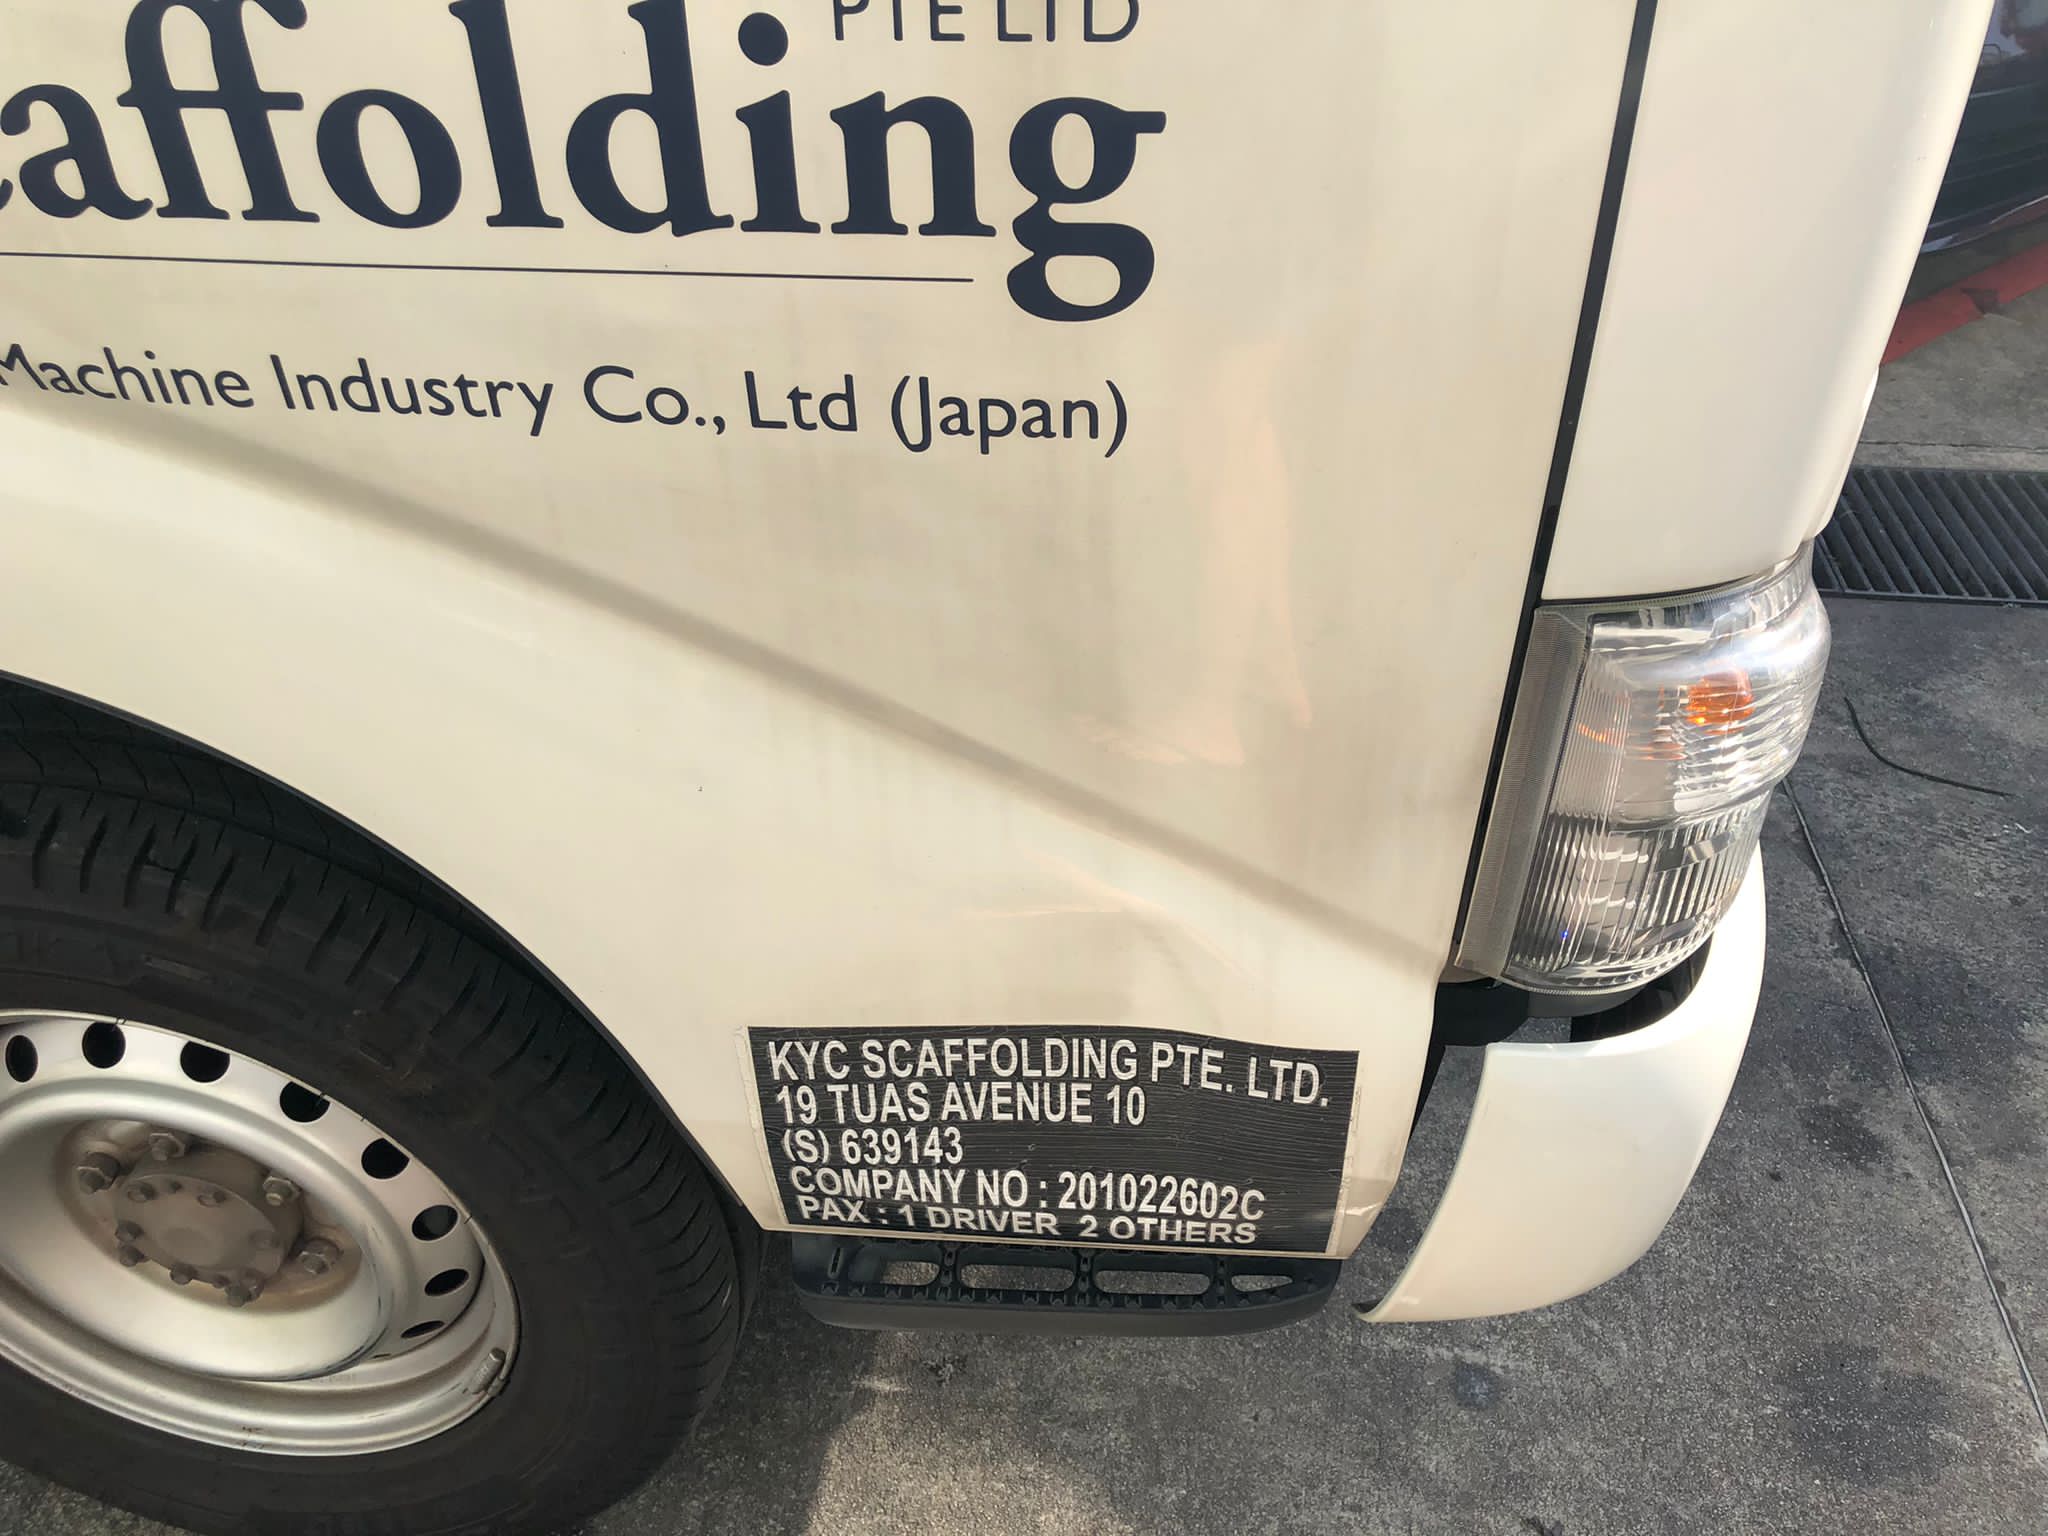 PTE LTD
affolding
Machine Industry Co., Ltd (Japan)
KYC SCAFFOLDING PTE. LTD.
19 TUAS AVENUE 10
(S) 639143
COMPANY NO : 201022602C
PAX : 1 DRIVER 2 OTHERS